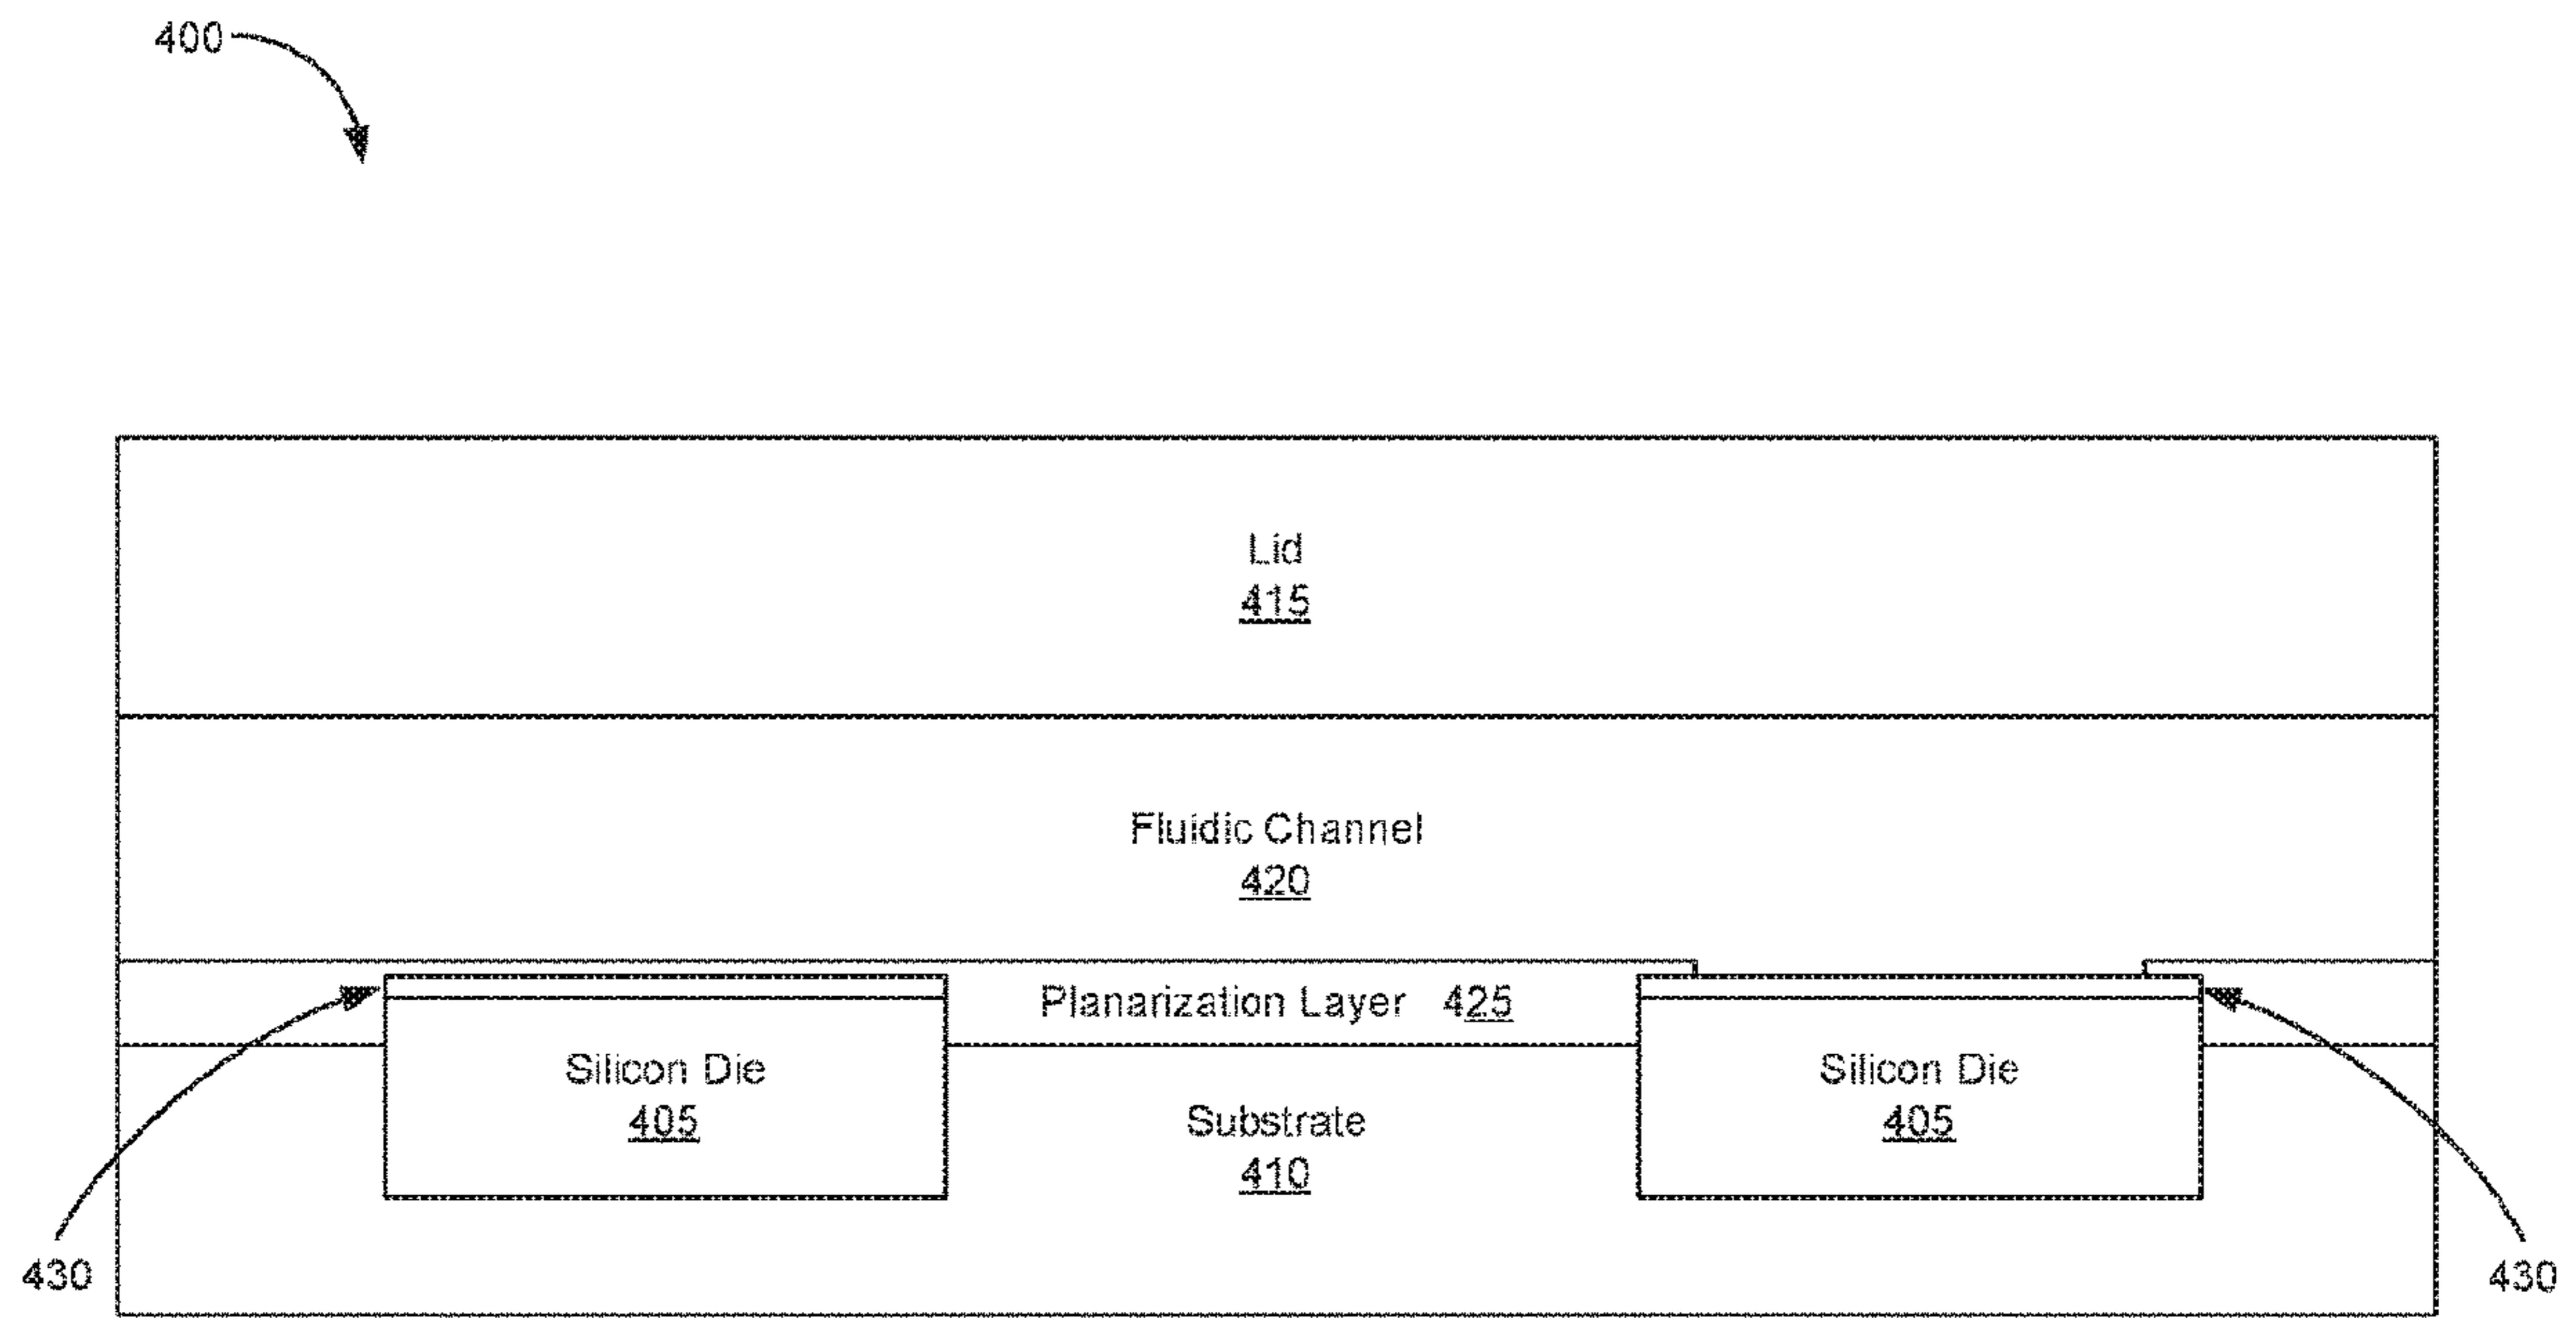 400
Lid
415
Fluidic Channel
420
Planarization Layer 425
Silicon Die
405
Silicon Die
405
Substrate
410
430
430